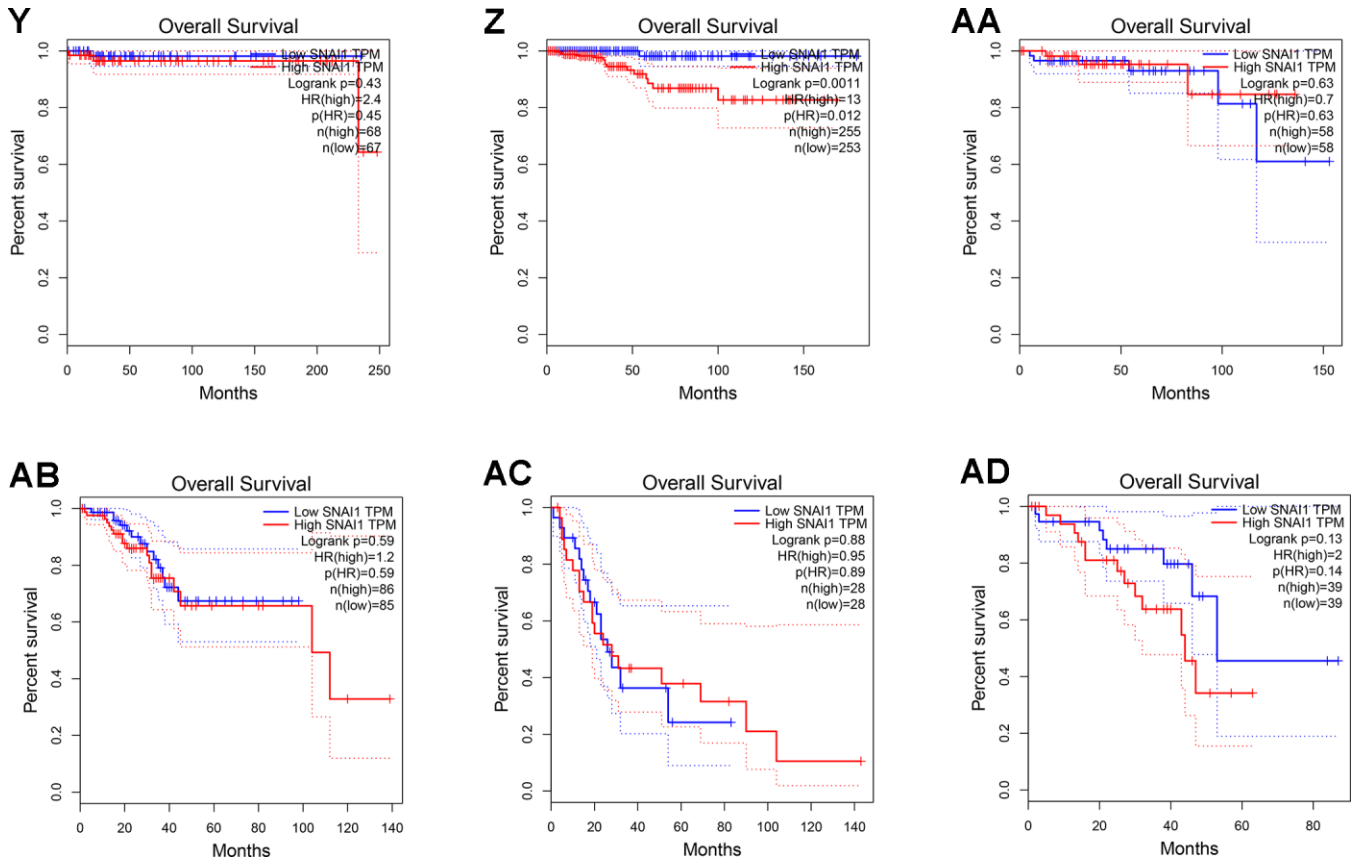 Y
Overall Survival
Low SNAI1 TPM
High SNAI1 TPM
Logrank p=0.43
HR(high)=2.4
p(HR)=0.45
n(high)=68
n(low)=67
Percent survival
0.0 0.2 0.4 0.6 0.8 1.0
0 50 100 150 200 250
Months
Z
Overall Survival
Low SNAI1 TPM
High SNAI1 TPM
Logrank p=0.0011
HR(high)=13
p(HR)=0.012
n(high)=255
n(low)=253
Percent survival
0.0 0.2 0.4 0.6 0.8 1.0
0 50 100 150
Months
AA
Overall Survival
Low SNAI1 TPM
High SNAI1 TPM
Logrank p=0.63
HR(high)=0.7
p(HR)=0.63
n(high)=58
n(low)=58
Percent survival
0.0 0.2 0.4 0.6 0.8 1.0
0 50 100 150
Months
AB
Overall Survival
Low SNAI1 TPM
High SNAI1 TPM
Logrank p=0.59
HR(high)=1.2
p(HR)=0.59
n(high)=86
n(low)=85
Percent survival
0.0 0.2 0.4 0.6 0.8 1.0
0 20 40 60 80 100 120 140
Months
AC
Overall Survival
Low SNAI1 TPM
High SNAI1 TPM
Logrank p=0.88
HR(high)=0.95
p(HR)=0.89
n(high)=28
n(low)=28
Percent survival
0.0 0.2 0.4 0.6 0.8 1.0
0 20 40 60 80 100 120 140
Months
AD
Overall Survival
Low SNAI1 TPM
High SNAI1 TPM
Logrank p=0.13
HR(high)=2
p(HR)=0.14
n(high)=39
n(low)=39
Percent survival
0.0 0.2 0.4 0.6 0.8 1.0
0 20 40 60 80
Months